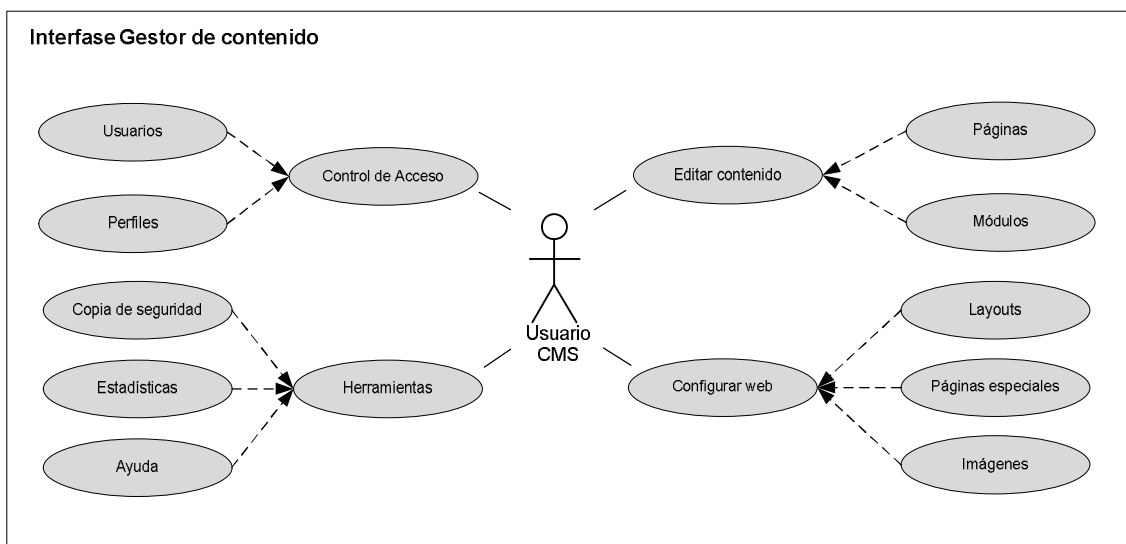 Interfase Gestor de contenido
Usuarios
Perfiles
Control de Acceso
Copia de seguridad
Estadísticas
Ayuda
Herramientas
Usuario
CMS
Editar contenido
Páginas
Módulos
Configurar web
Layouts
Páginas especiales
Imágenes